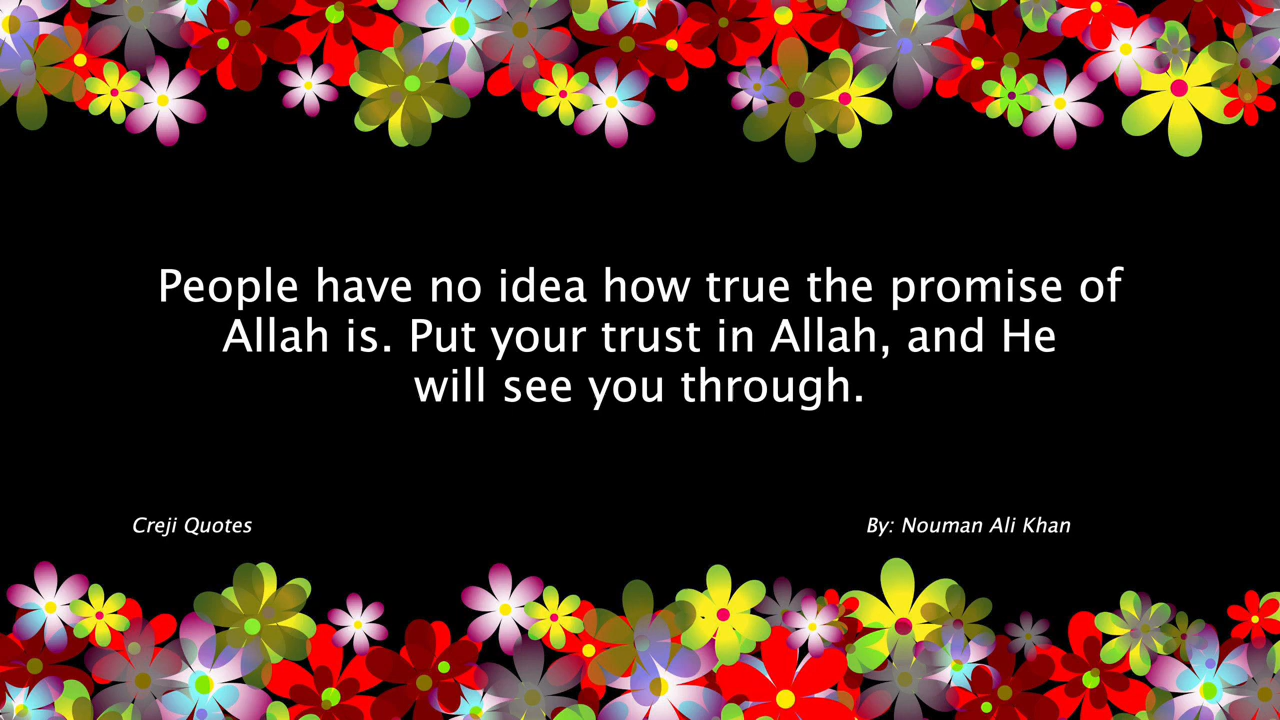 People have no idea how true the promise of
Allah is. Put your trust in Allah, and He
will see you through.
Creji Quotes
By: Nouman Ali Khan